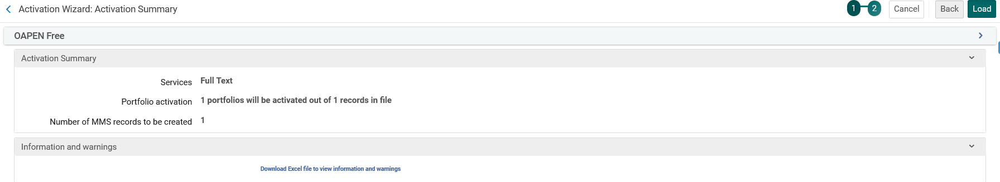 Activation Wizard: Activation Summary
1 2 Cancel Back Load
OAPEN Free
Activation Summary
Services Full Text
Portfolio activation 1 portfolios will be activated out of 1 records in file
Number of MMS records to be created 1
Information and warnings
Download Excel file to view information and warnings